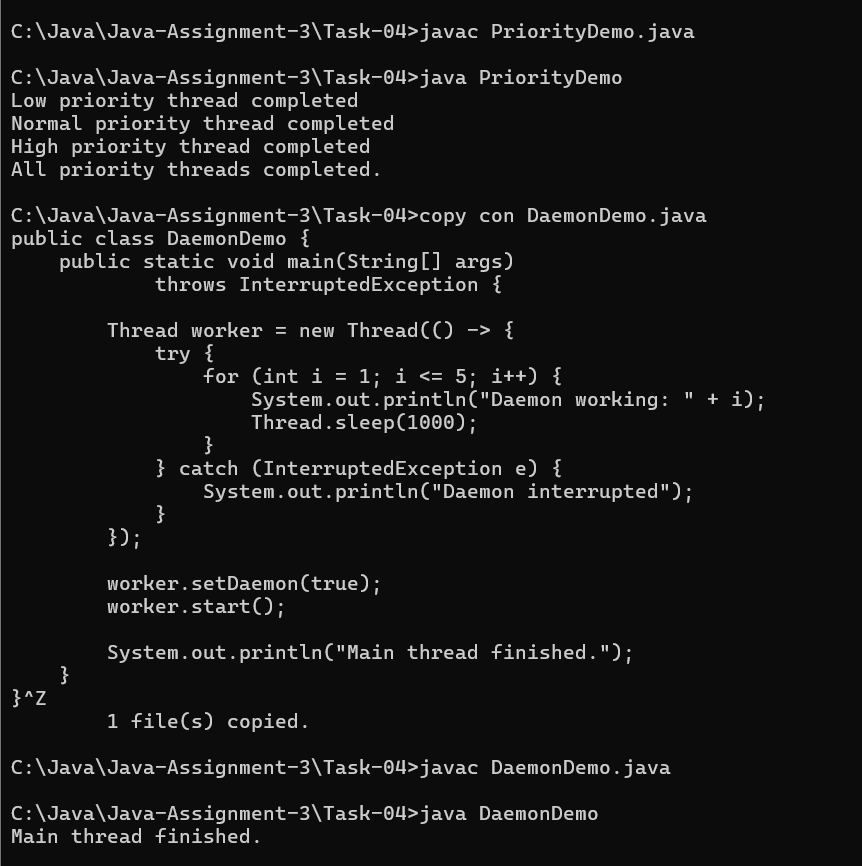 C:\Java\Java-Assignment-3\Task-04>javac PriorityDemo.java

C:\Java\Java-Assignment-3\Task-04>java PriorityDemo
Low priority thread completed
Normal priority thread completed
High priority thread completed
All priority threads completed.

C:\Java\Java-Assignment-3\Task-04>copy con DaemonDemo.java
public class DaemonDemo {
    public static void main(String[] args)
            throws InterruptedException {

        Thread worker = new Thread(() -> {
            try {
                for (int i = 1; i <= 5; i++) {
                    System.out.println("Daemon working: " + i);
                    Thread.sleep(1000);
                }
            } catch (InterruptedException e) {
                System.out.println("Daemon interrupted");
            }
        });

        worker.setDaemon(true);
        worker.start();

        System.out.println("Main thread finished.");
    }
}^Z
        1 file(s) copied.

C:\Java\Java-Assignment-3\Task-04>javac DaemonDemo.java

C:\Java\Java-Assignment-3\Task-04>java DaemonDemo
Main thread finished.